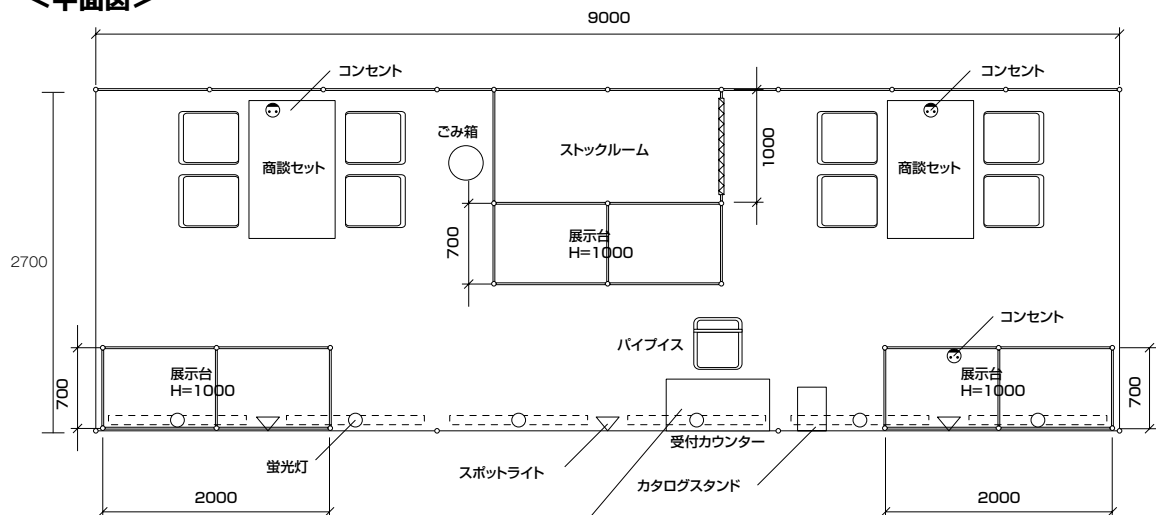 ＜平面図＞
9000
コンセント
コンセント
ごみ箱
ストックルーム
1000
商談セット
商談セット
700
展示台
H=1000
2700
コンセント
パイプイス
展示台
H=1000
展示台
H=1000
700
700
受付カウンター
蛍光灯
スポットライト
カタログスタンド
2000
2000